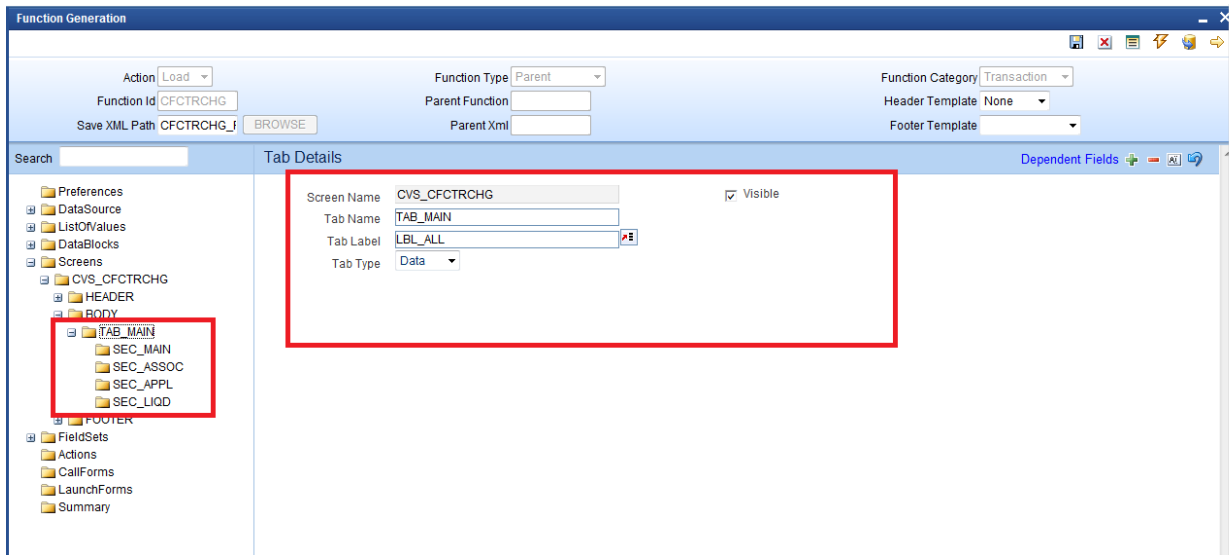 Function Generation
Action Load Function Type Parent Function Category Transaction
Function Id CFCTRCHG Parent Function Header Template None
Save XML Path CFCTRCHG_F BROWSE Parent Xml Footer Template
Search Tab Details Dependent Fields
Preferences
DataSource
ListOfValues
DataBlocks
Screens
CVS_CFCTRCHG
HEADER
BODY
TAB_MAIN
SEC_MAIN
SEC_ASSOC
SEC_APPL
SEC_LIQD
FOOTER
FieldSets
Actions
CallForms
LaunchForms
Summary
Screen Name CVS_CFCTRCHG Visible
Tab Name TAB_MAIN
Tab Label LBL_ALL
Tab Type Data